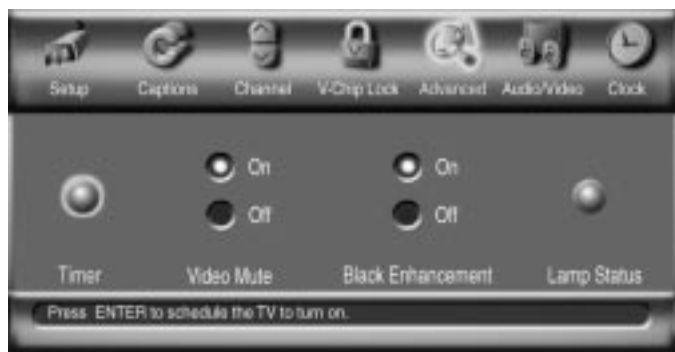 Setup Captions Channel V-Chip Lock Advanced Audio/Video Clock
On On
Off Off
Timer Video Mute Black Enhancement Lamp Status
Press ENTER to schedule the TV to turn on.